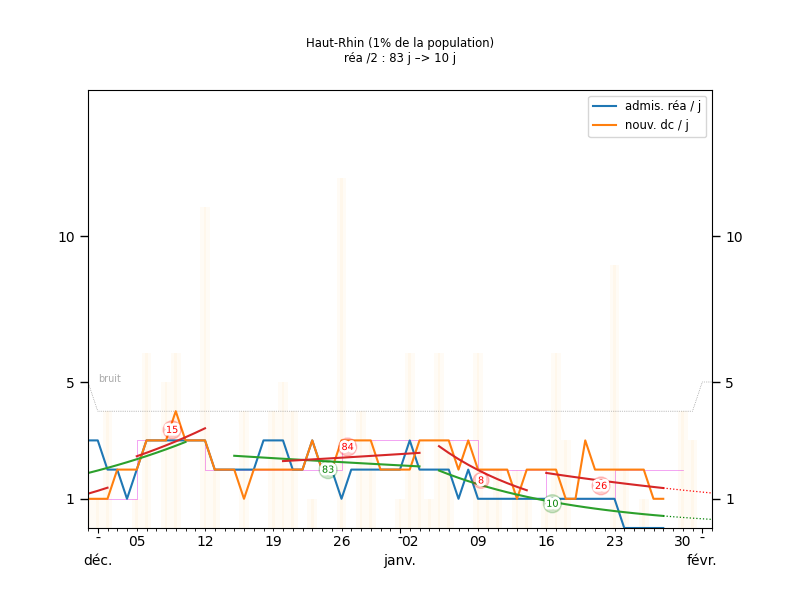 Haut-Rhin (1% de la population)
réa /2 : 83 j –> 10 j
admis. réa / j
nouv. dc / j
10 10
5 bruit 5
15
84
83
8
26
10
1 1
- 05 12 19 26 - 02 09 16 23 30 -
déc. janv. févr.